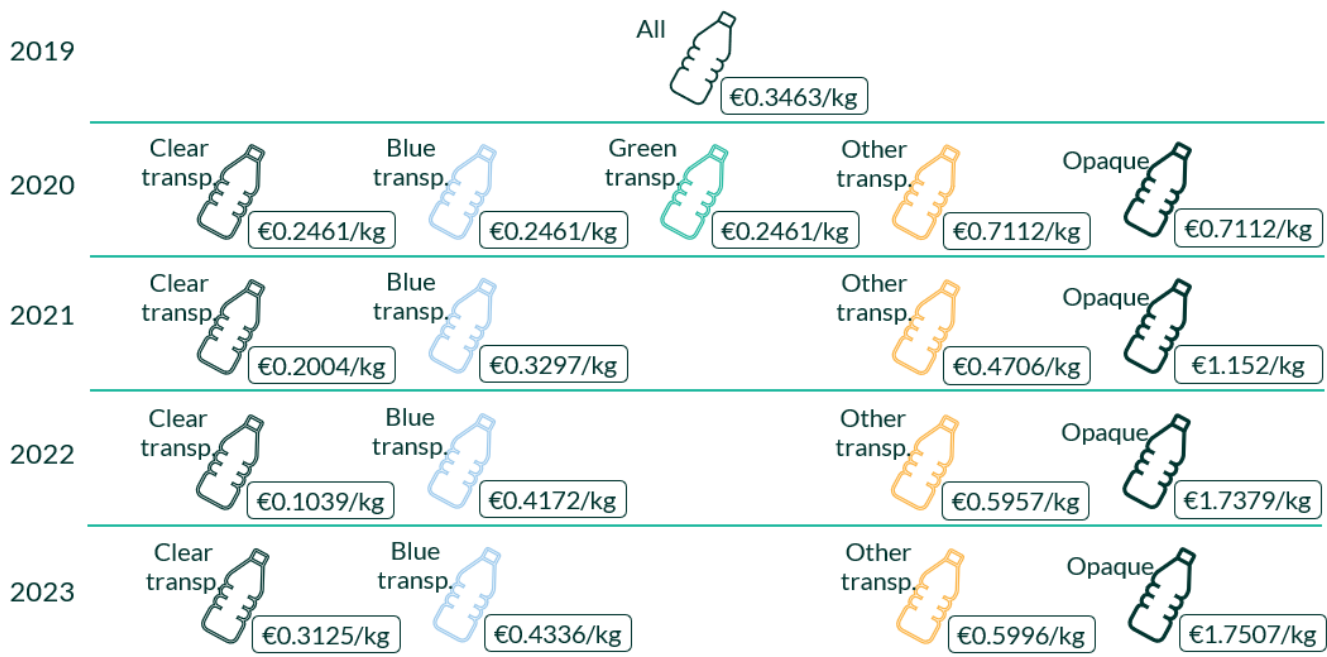 All
2019
€0.3463/kg
Clear
transp.
Blue
transp.
Green
transp.
Other
transp.
Opaque
2020
€0.2461/kg
€0.2461/kg
€0.2461/kg
€0.7112/kg
€0.7112/kg
Clear
transp.
Blue
transp.
Other
transp.
Opaque
2021
€0.2004/kg
€0.3297/kg
€0.4706/kg
€1.152/kg
Clear
transp.
Blue
transp.
Other
transp.
Opaque
2022
€0.1039/kg
€0.4172/kg
€0.5957/kg
€1.7379/kg
Clear
transp.
Blue
transp.
Other
transp.
Opaque
2023
€0.3125/kg
€0.4336/kg
€0.5996/kg
€1.7507/kg